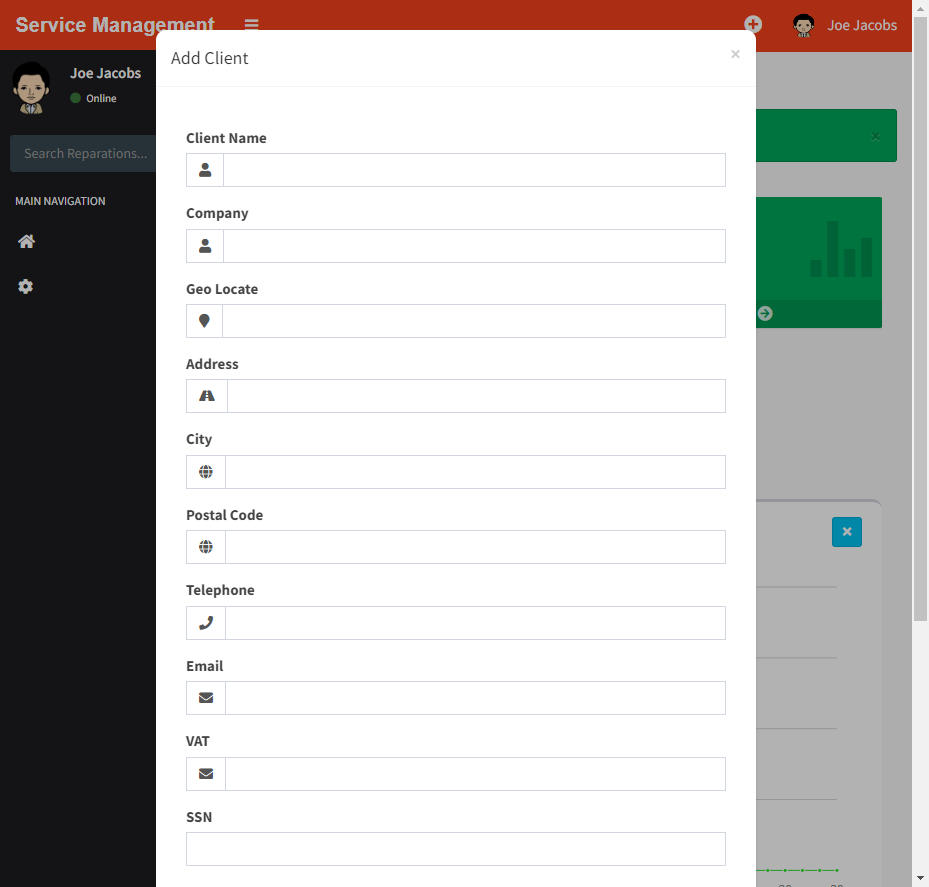 Service Management
Joe Jacobs
Add Client
×
Joe Jacobs
Online
Search Reparations...
MAIN NAVIGATION
Client Name
Company
Geo Locate
Address
City
Postal Code
Telephone
Email
VAT
SSN